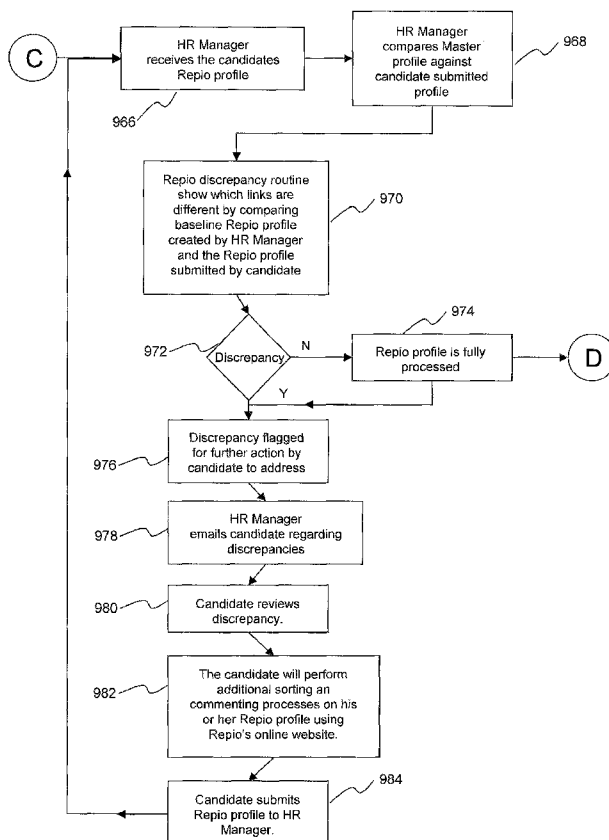 C
HR Manager
receives the candidates
Repio profile
966
HR Manager
compares Master
profile against
candidate submitted
profile
968
Repio discrepancy routine
show which links are
different by comparing
baseline Repio profile
created by HR Manager
and the Repio profile
submitted by candidate
970
972
Discrepancy
N
974
Repio profile is fully
processed
D
Y
976
Discrepancy flagged
for further action by
candidate to address
978
HR Manager
emails candidate regarding
discrepancies
980
Candidate reviews
discrepancy.
982
The candidate will perform
additional sorting an
commenting processes on his
or her Repio profile using
Repio's online website.
984
Candidate submits
Repio profile to HR
Manager.